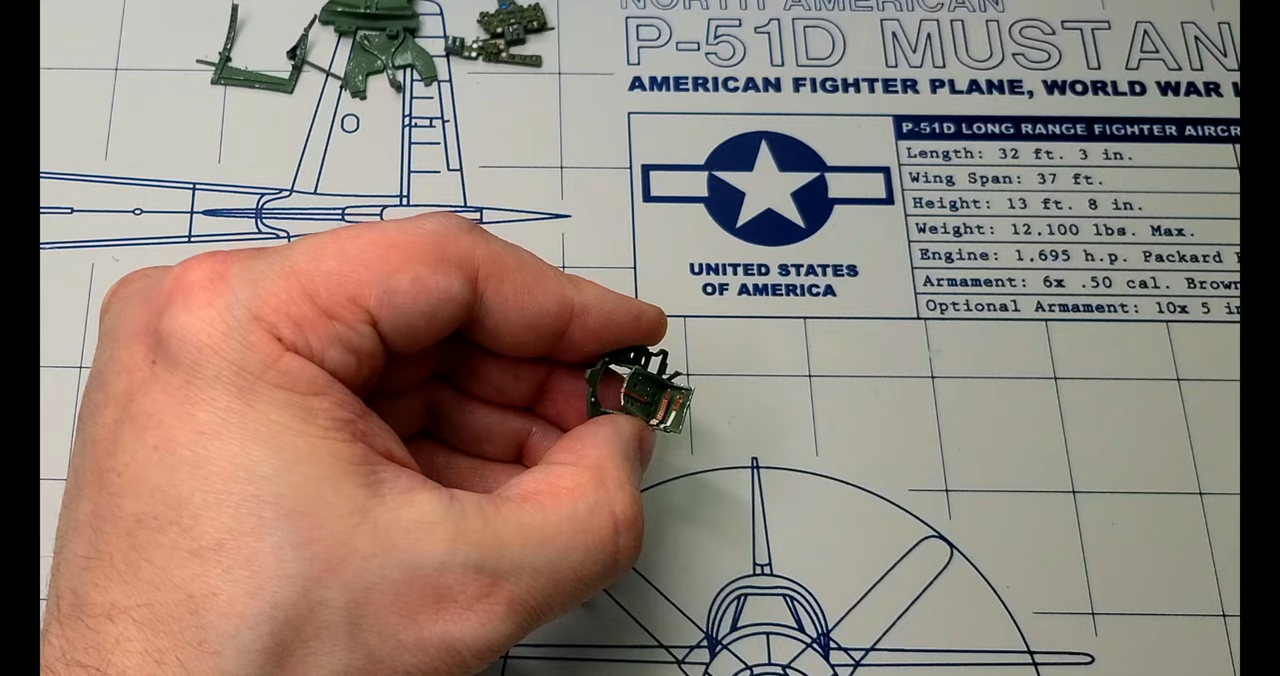 NORTH AMERICAN
P-51D MUSTAN
AMERICAN FIGHTER PLANE, WORLD WAR
P-51D LONG RANGE FIGHTER AIRCR
Length: 32 ft. 3 in.
Wing Span: 37 ft.
Height: 13 ft. 8 in.
Weight: 12,100 lbs. Max.
Engine: 1,695 h.p. Packard
Armament: 6x .50 cal. Brown
Optional Armament: 10x 5 in
UNITED STATES
OF AMERICA